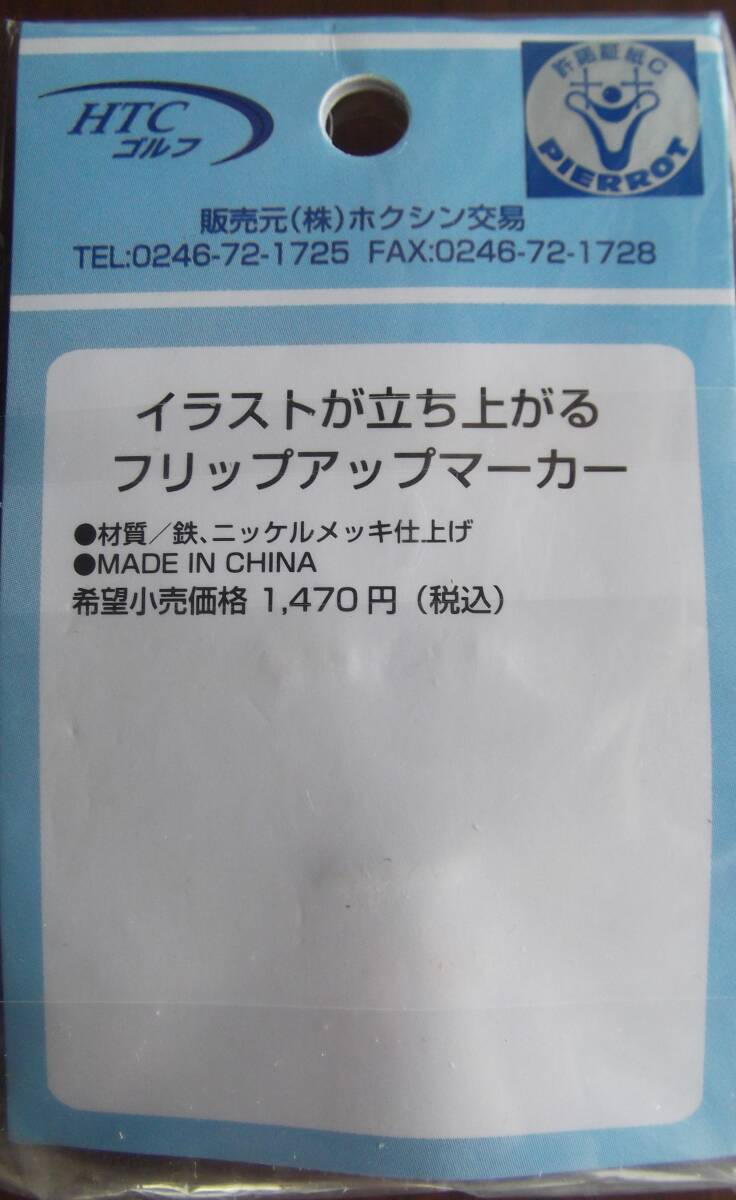 HTC
ゴルフ
許諾証紙C
PIERROT
販売元(株)ホクシン交易
TEL:0246-72-1725 FAX:0246-72-1728
イラストが立ち上がる
フリップアップマーカー
●材質/鉄、ニッケルメッキ仕上げ
●MADE IN CHINA
希望小売価格 1,470円(税込)